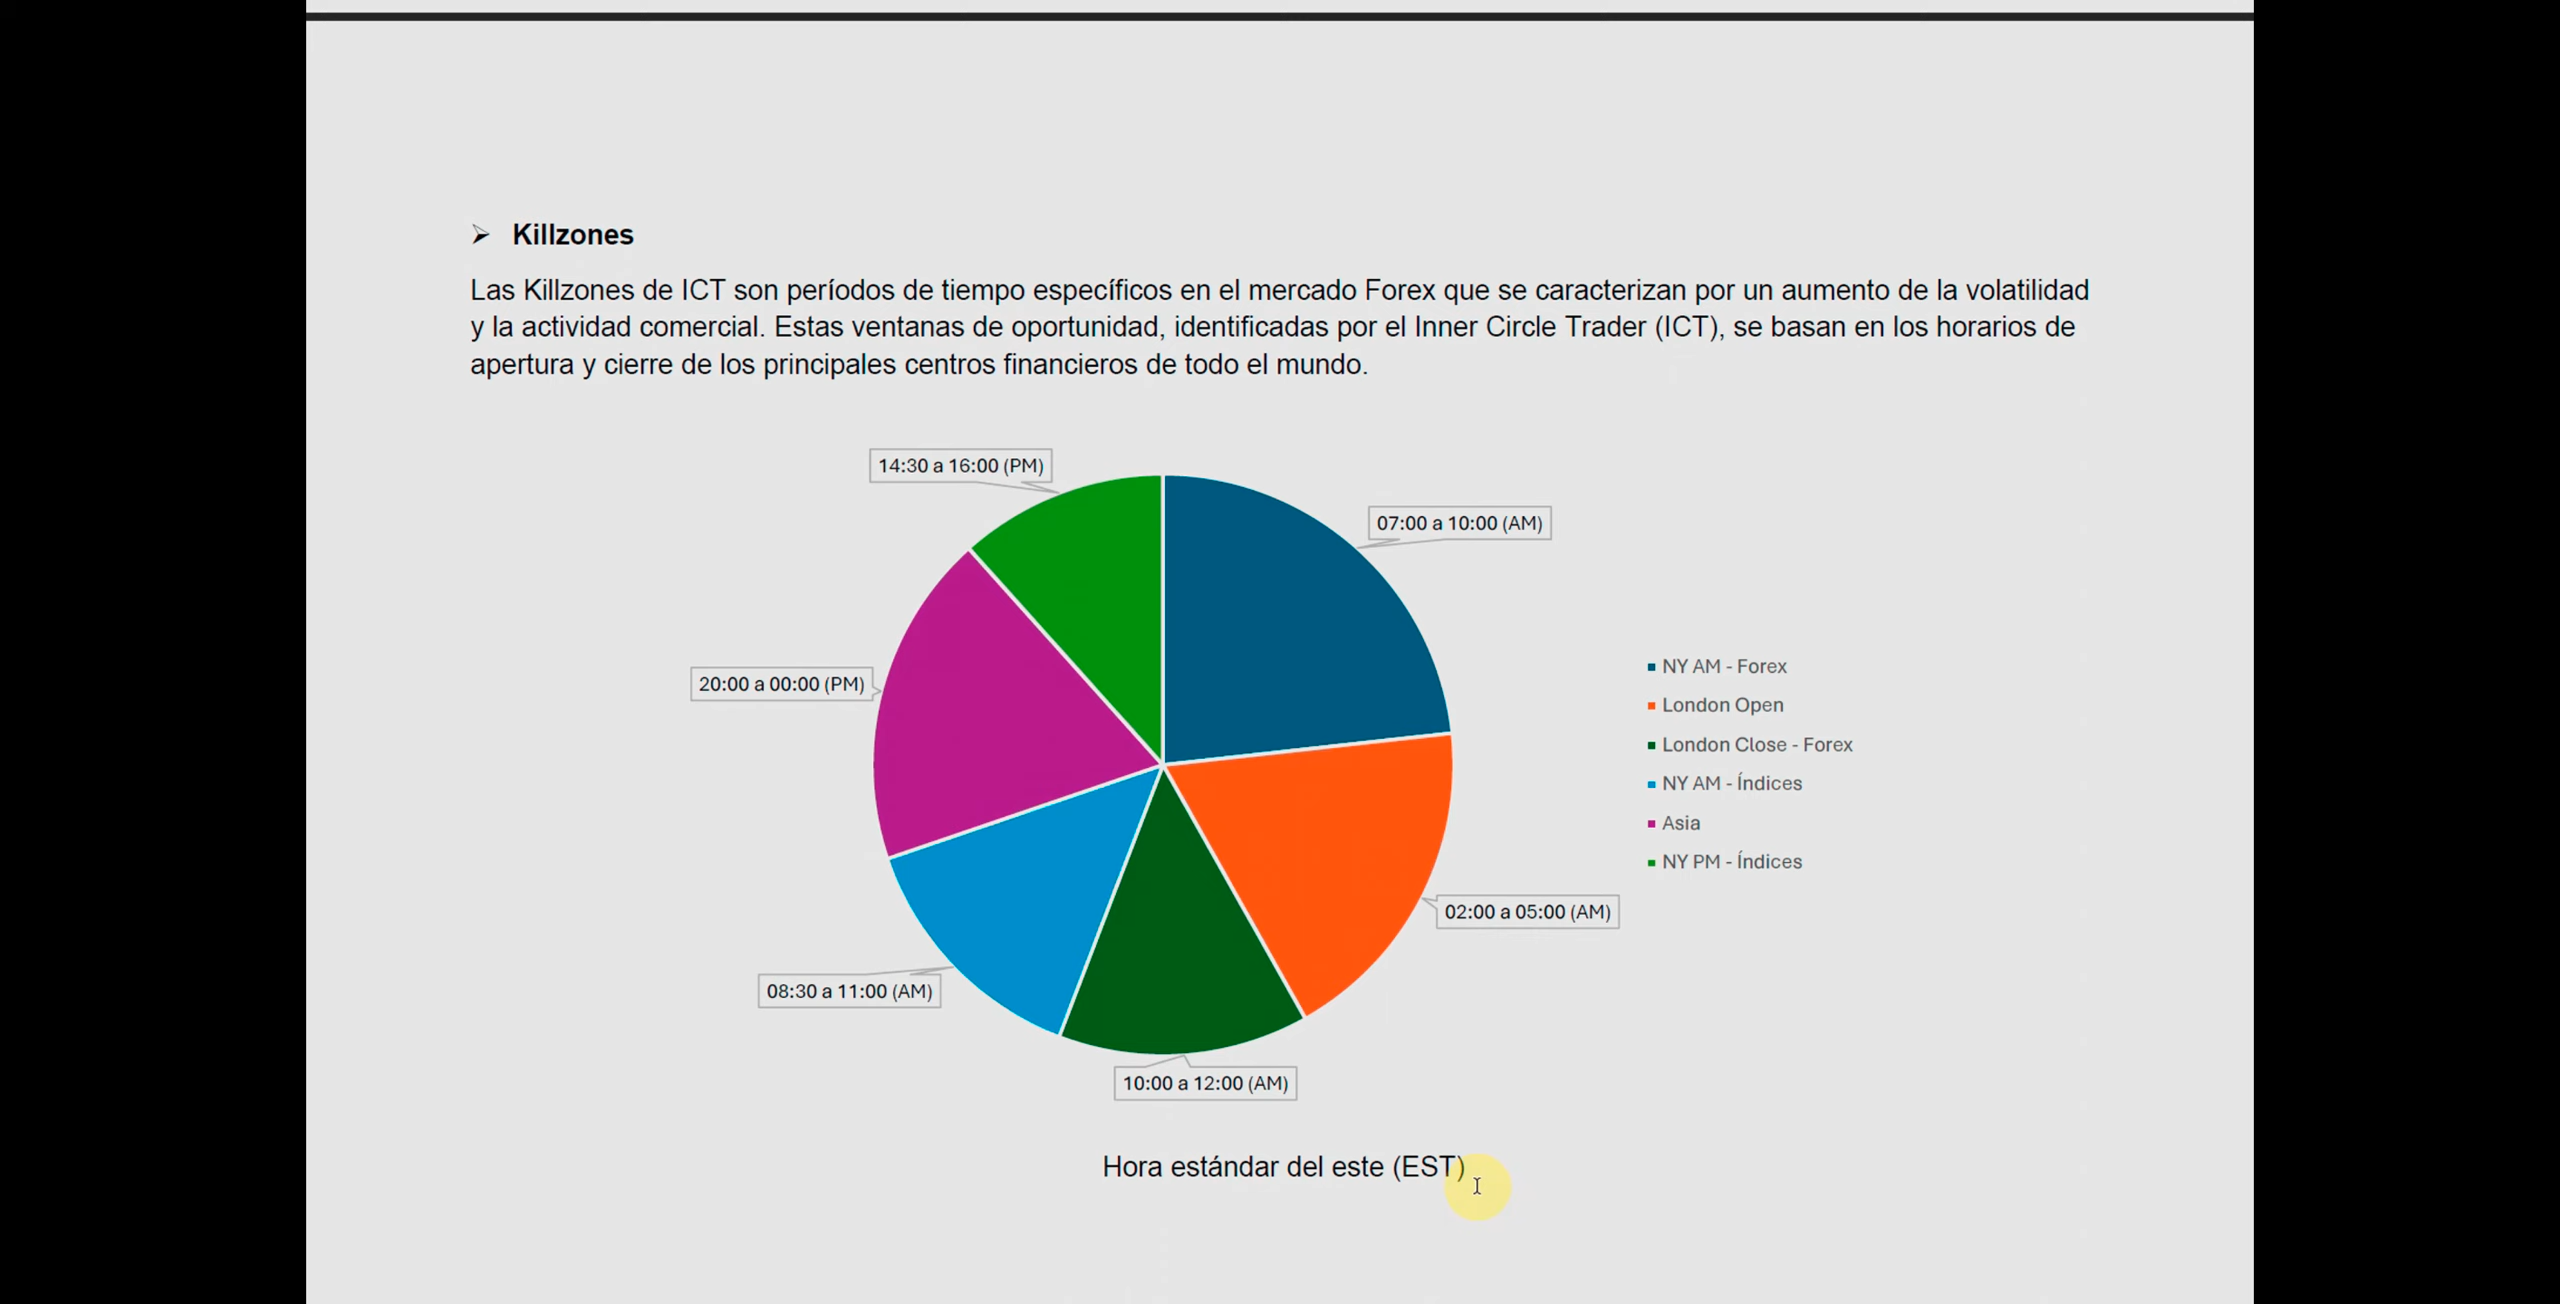 Killzones
Las Killzones de ICT son períodos de tiempo específicos en el mercado Forex que se caracterizan por un aumento de la volatilidad
y la actividad comercial. Estas ventanas de oportunidad, identificadas por el Inner Circle Trader (ICT), se basan en los horarios de
apertura y cierre de los principales centros financieros de todo el mundo.
14:30 a 16:00 (PM)
07:00 a 10:00 (AM)
20:00 a 00:00 (PM)
02:00 a 05:00 (AM)
08:30 a 11:00 (AM)
10:00 a 12:00 (AM)
NY AM - Forex
London Open
London Close - Forex
NY AM - Índices
Asia
NY PM - Índices
Hora estándar del este (EST)